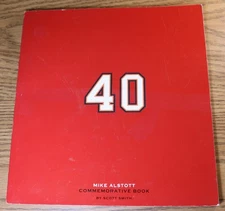 40
MIKE ALSTOTT
COMMEMORATIVE BOOK
BY SCOTT SMITH